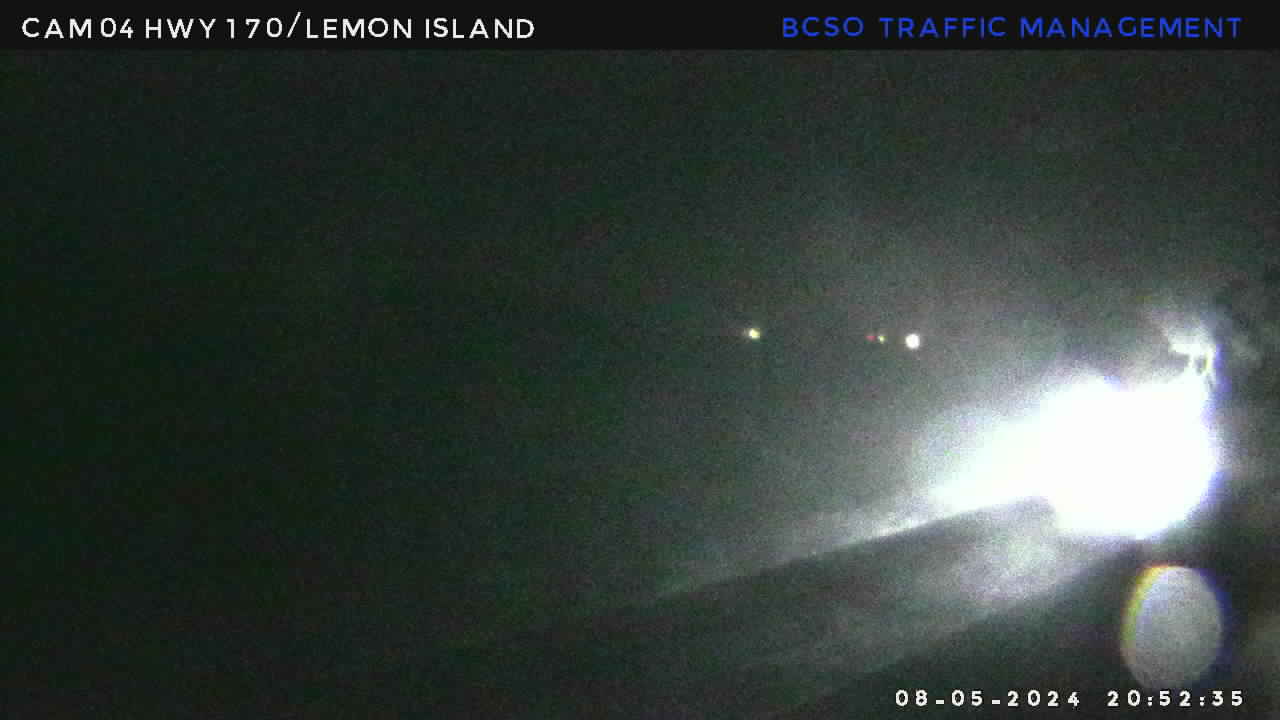 CAM04 HWY 170/LEMON ISLAND
BCSO TRAFFIC MANAGEMENT
08-05-2024 20:52:35